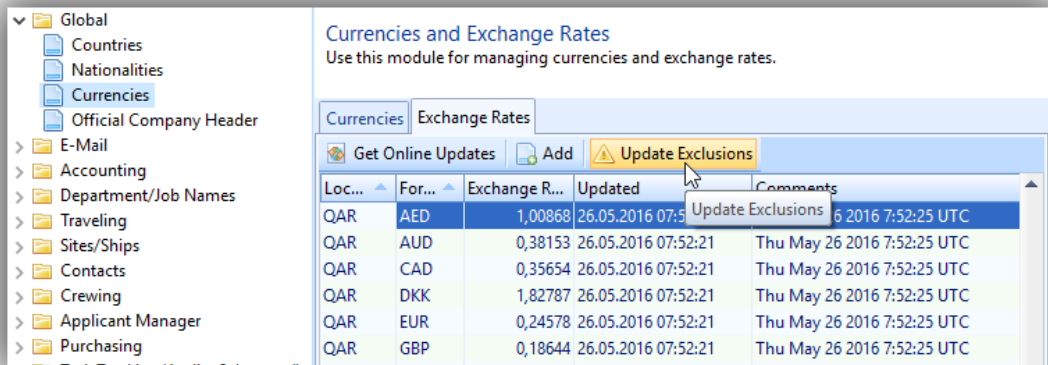 Global
Countries
Nationalities
Currencies
Official Company Header
E-Mail
Accounting
Department/Job Names
Traveling
Sites/Ships
Contacts
Crewing
Applicant Manager
Purchasing
Currencies and Exchange Rates
Use this module for managing currencies and exchange rates.
Currencies Exchange Rates
Get Online Updates Add Update Exclusions
Loc... For... Exchange R... Updated Comments
QAR AED 1,00868 26.05.2016 07:5 26 2016 7:52:25 UTC
Update Exclusions
QAR AUD 0,38153 26.05.2016 07:52:21 Thu May 26 2016 7:52:25 UTC
QAR CAD 0,35654 26.05.2016 07:52:21 Thu May 26 2016 7:52:25 UTC
QAR DKK 1,82787 26.05.2016 07:52:21 Thu May 26 2016 7:52:25 UTC
QAR EUR 0,24578 26.05.2016 07:52:21 Thu May 26 2016 7:52:25 UTC
QAR GBP 0,18644 26.05.2016 07:52:21 Thu May 26 2016 7:52:25 UTC